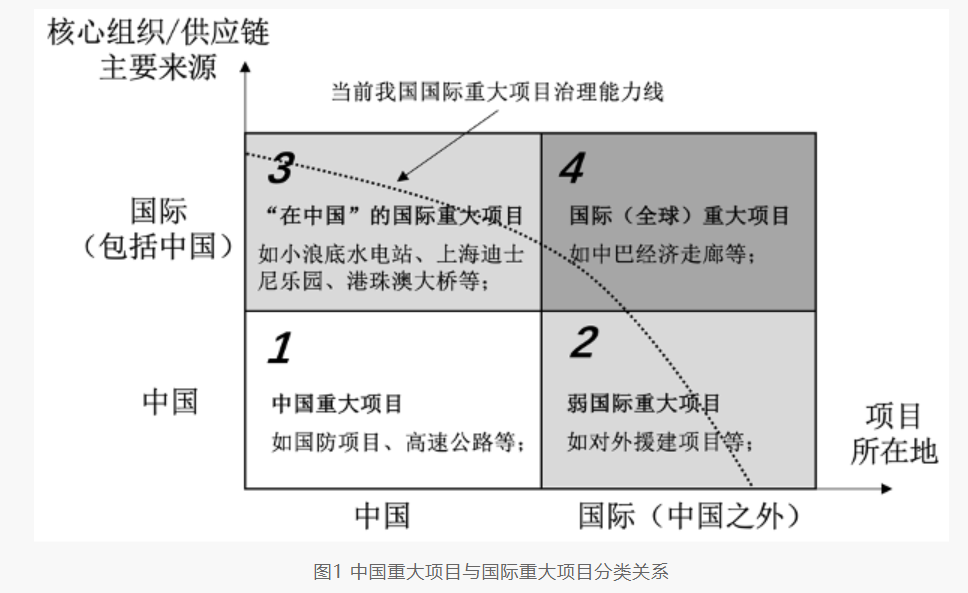 核心组织/供应链
主要来源
当前我国国际重大项目治理能力线
国际
（包括中国）
3
“在中国”的国际重大项目
如小浪底水电站、上海迪士
尼乐园、港珠澳大桥等；
4
国际（全球）重大项目
如中巴经济走廊等；
中国
1
中国重大项目
如国防项目、高速公路等；
2
弱国际重大项目
如对外援建项目等；
项目
所在地
中国
国际（中国之外）
图1 中国重大项目与国际重大项目分类关系